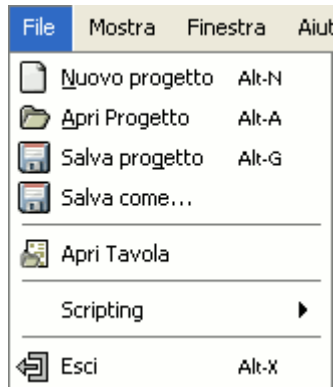 File Mostra Finestra Aiut
Nuovo progetto Alt-N
Apri Progetto Alt-A
Salva progetto Alt-G
Salva come...
Apri Tavola
Scripting
Esci Alt-X